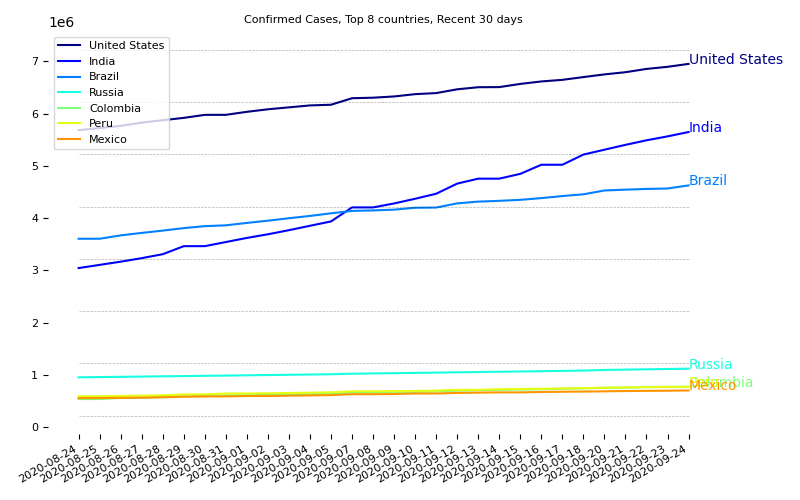 Confirmed Cases, Top 8 countries, Recent 30 days
1e6
United States
India
Brazil
Russia
Colombia
Peru
Mexico
7
6
5
4
3
2
1
0
United States
India
Brazil
Russia
Colombia
Mexico
2020-08-24
2020-08-25
2020-08-26
2020-08-27
2020-08-28
2020-08-29
2020-08-30
2020-08-31
2020-09-01
2020-09-02
2020-09-03
2020-09-04
2020-09-05
2020-09-07
2020-09-08
2020-09-09
2020-09-10
2020-09-11
2020-09-12
2020-09-13
2020-09-14
2020-09-15
2020-09-16
2020-09-17
2020-09-18
2020-09-20
2020-09-21
2020-09-22
2020-09-23
2020-09-24